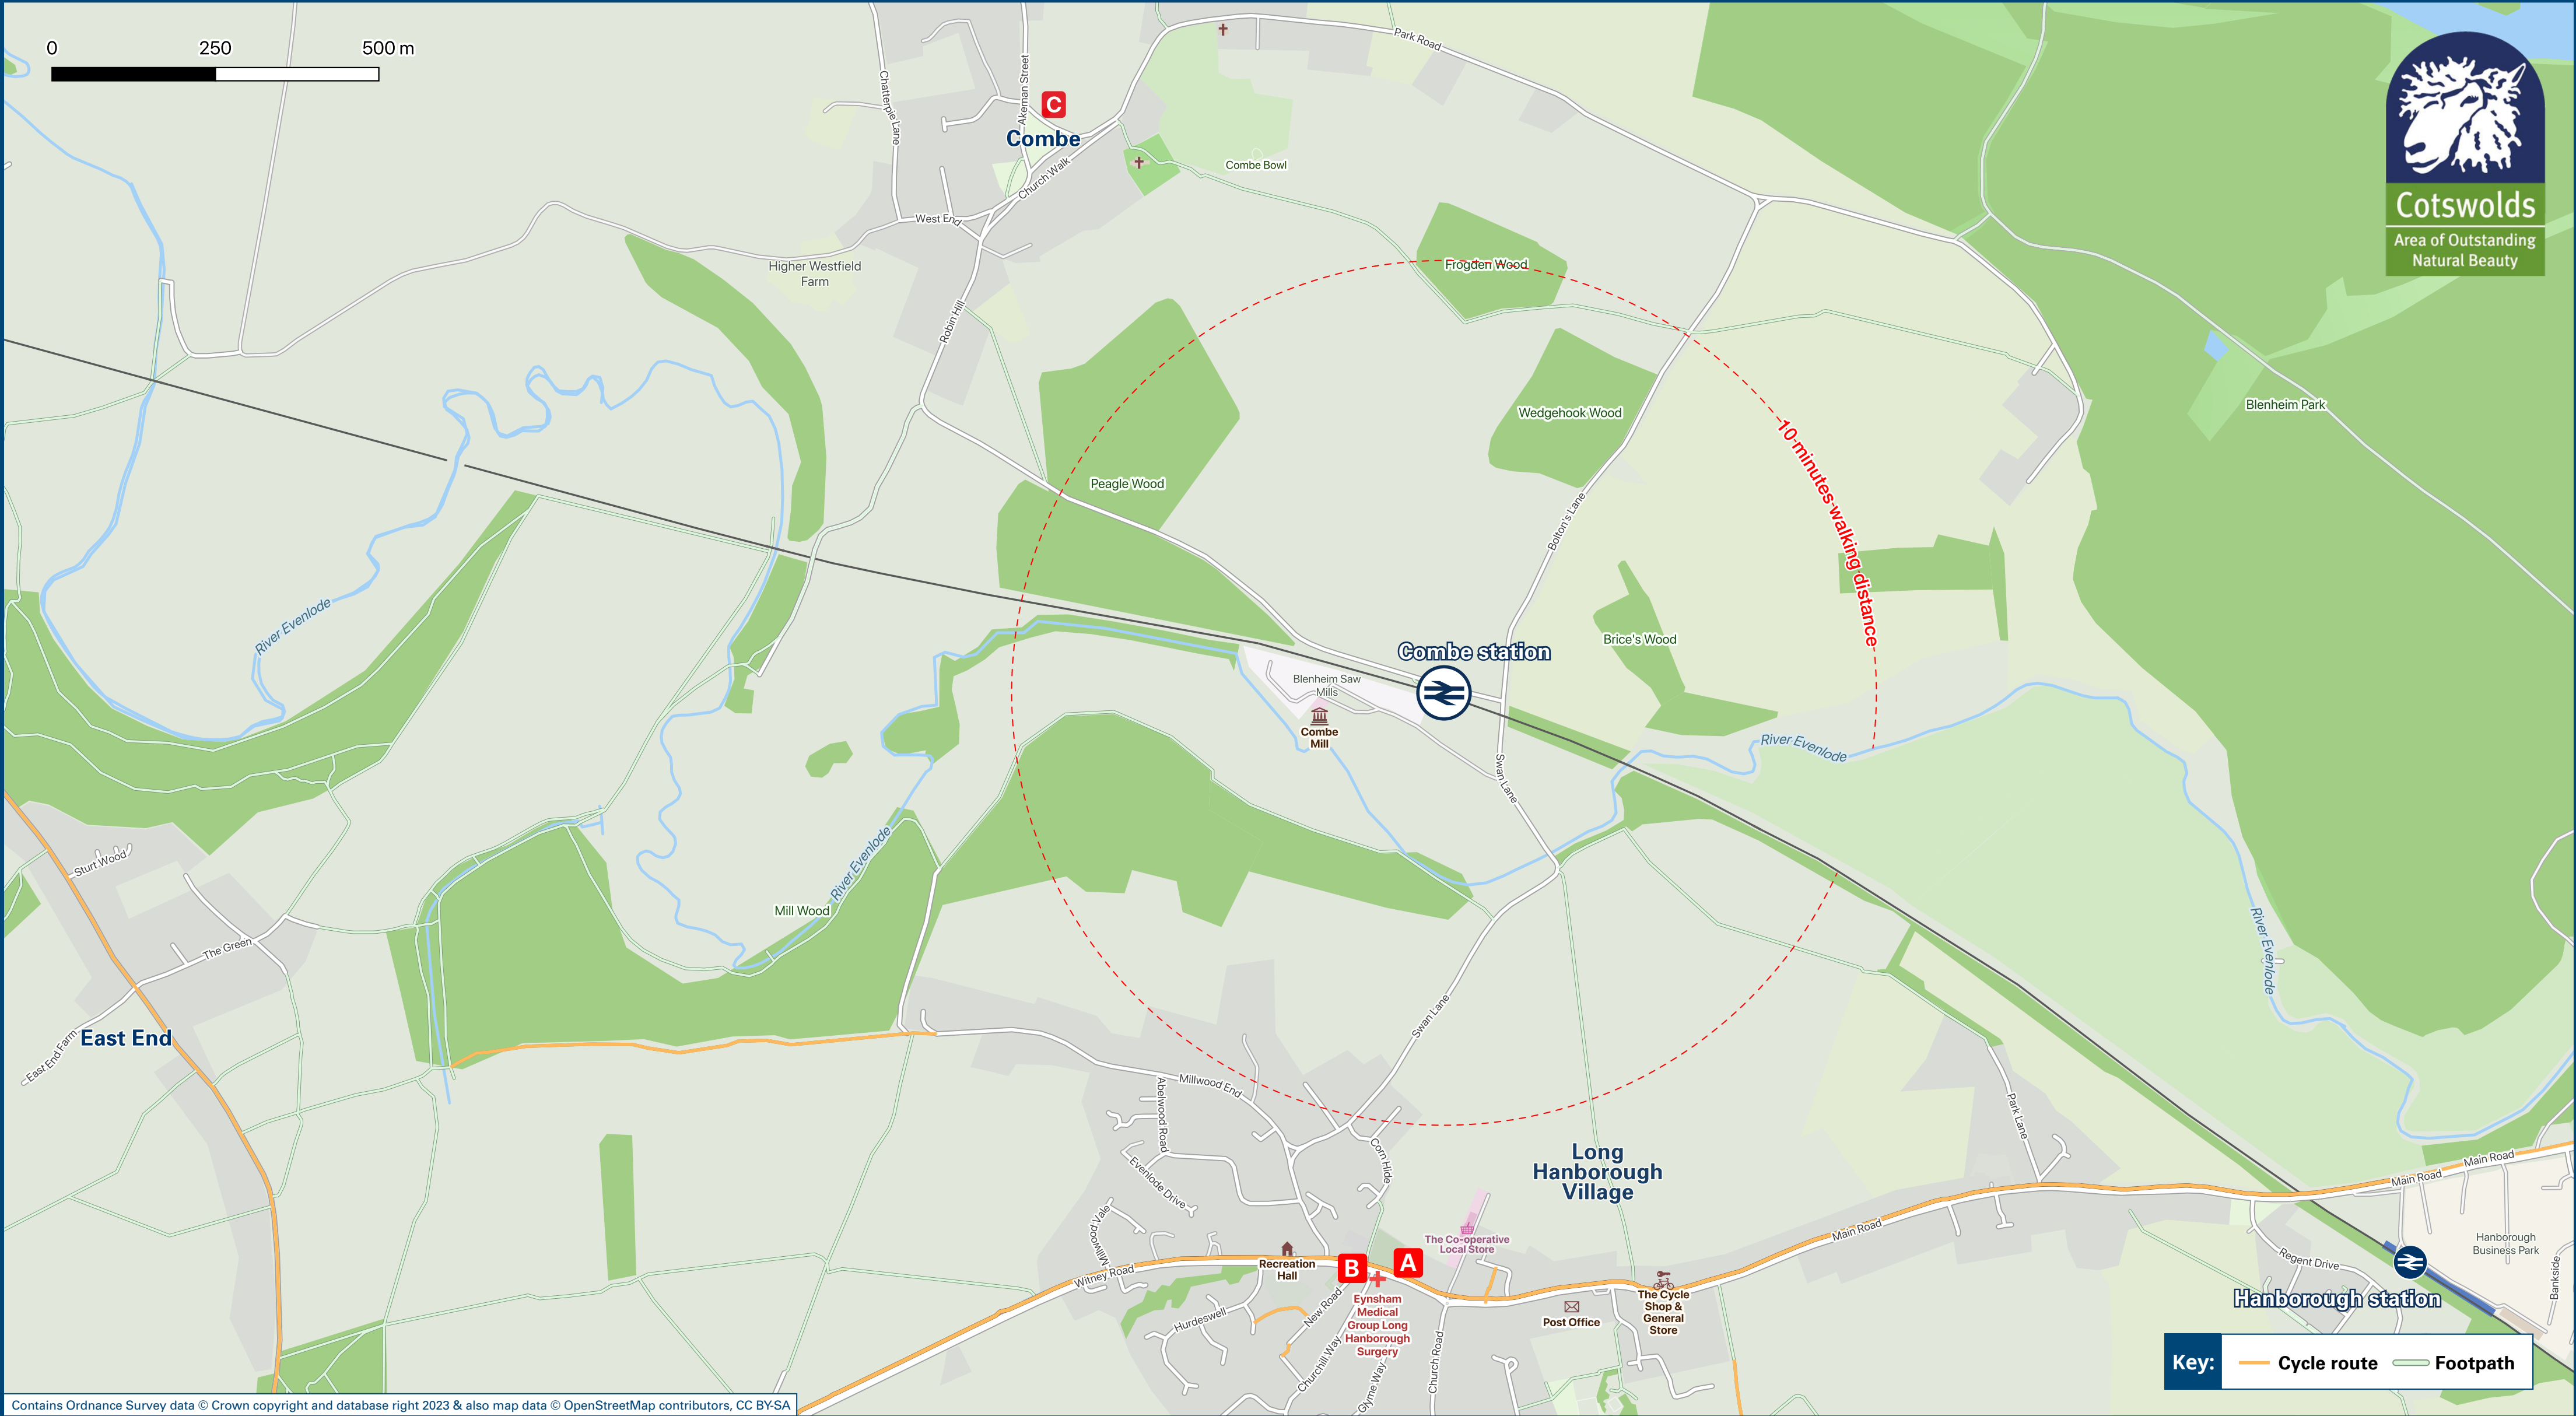 0 250 500 m
Park Road
Chatterpie Lane
Akeman Street
C
Combe
Church Walk
Combe Bowl
West End
Higher Westfield
Farm
Robin Hill
Frogden Wood
Cotswolds
Area of Outstanding
Natural Beauty
Blenheim Park
Wedgehook Wood
Peagle Wood
10 minutes walking distance
Bolton's Lane
River Evenlode
Brice's Wood
Combe station
Blenheim Saw
Mills
Combe
Mill
River Evenlode
Swan Lane
River Evenlode
Mill Wood
Sturt Wood
The Green
River Evenlode
East End
East End Farm
Swan Lane
Millwood End
Abelwood Road
Evenlode Drive
Corn Hide
Long
Hanborough
Village
Park Lane
Main Road
Main Road
Main Road
Millwood Vale
Witney Road
Recreation
Hall
B
A
The Co-operative
Local Store
Hanborough
Business Park
Regent Drive
Bankside
Hanborough station
Hurdeswell
New Road
Churchill Way
Glyme Way
Church Road
Eynsham
Medical
Group Long
Hanborough
Surgery
Post Office
The Cycle
Shop &
General
Store
Key: Cycle route Footpath
Contains Ordnance Survey data © Crown copyright and database right 2023 & also map data © OpenStreetMap contributors, CC BY-SA